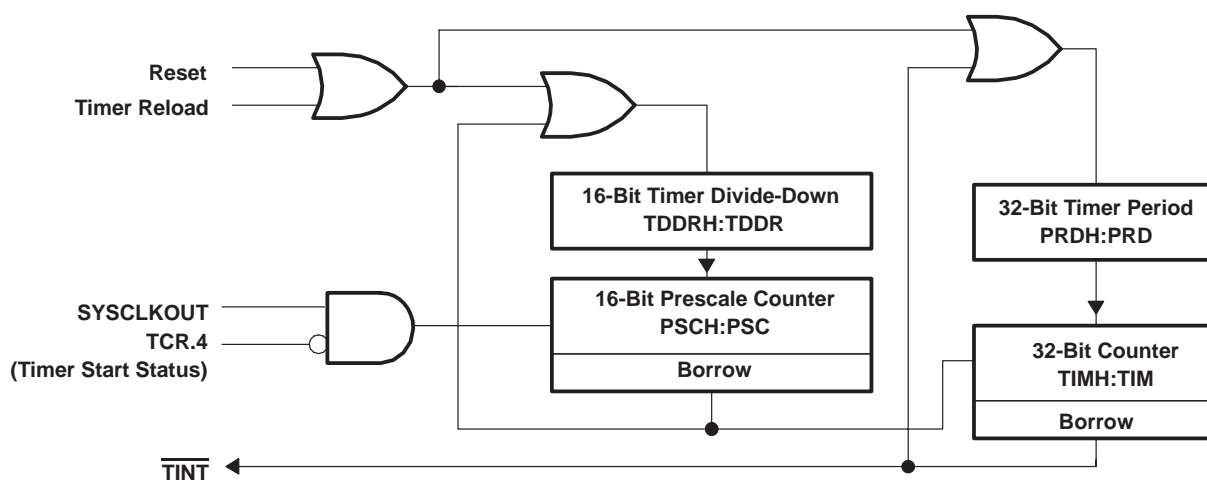 Reset
Timer Reload
16-Bit Timer Divide-Down
TDDRH:TDDR
32-Bit Timer Period
PRDH:PRD
SYSCLKOUT
TCR.4
(Timer Start Status)
16-Bit Prescale Counter
PSCH:PSC
Borrow
32-Bit Counter
TIMH:TIM
Borrow
TINT